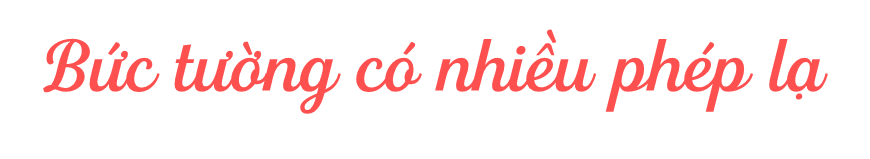 Bức tường có nhiều phép lạ